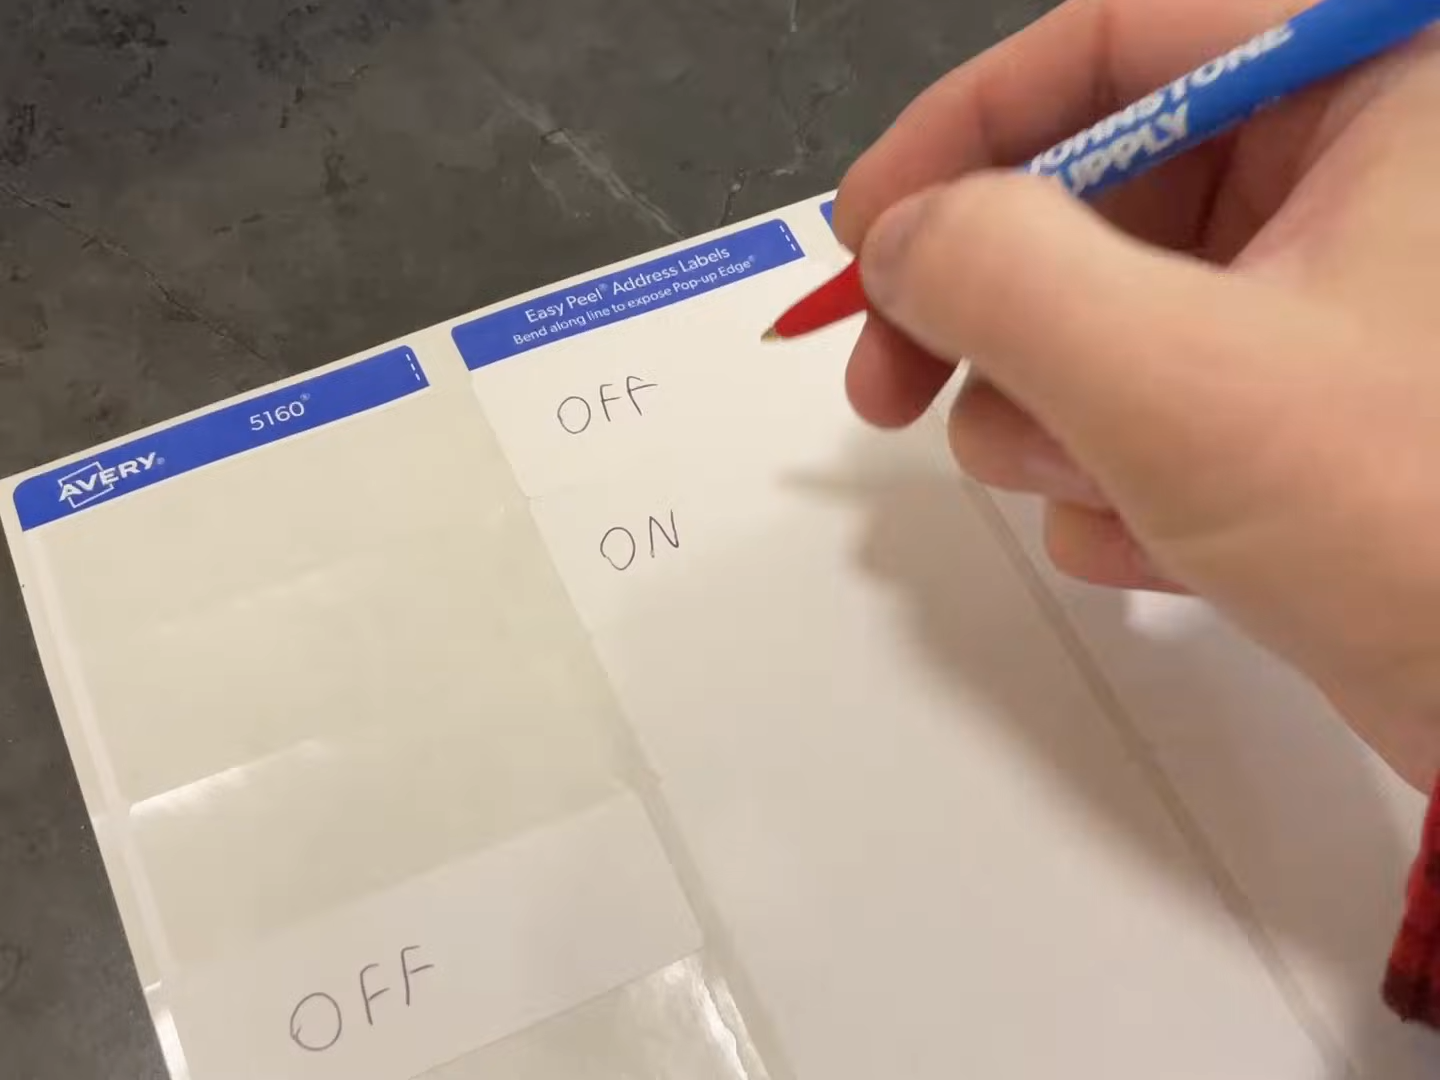 AVERY®
5160®
Easy Peel® Address Labels
Bend along line to expose Pop-up Edge®
OFF
ON
OFF
JOHNSTONE
SUPPLY